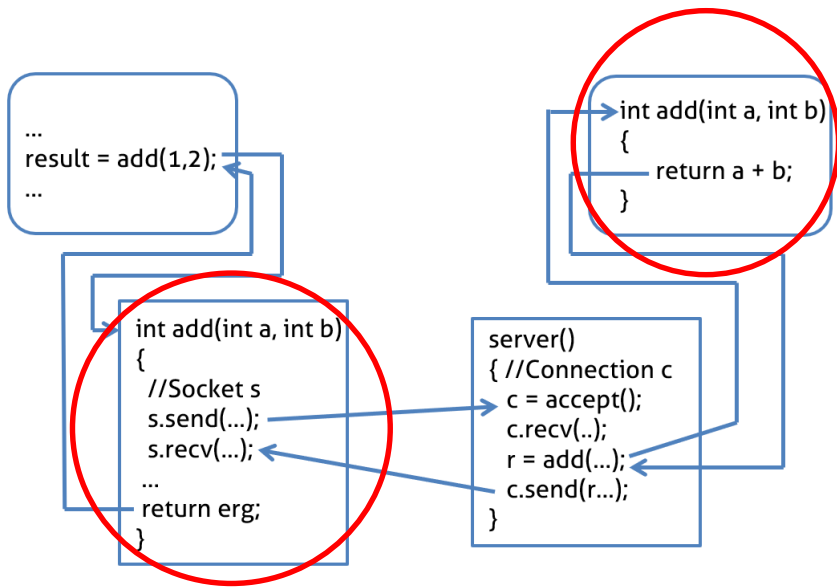 ...
result = add(1,2);
...
int add(int a, int b)
{
return a + b;
}
int add(int a, int b)
{
//Socket s
s.send(...);
s.recv(...);
...
return erg;
}
server()
{ //Connection c
c = accept();
c.recv(..);
r = add(...);
c.send(r...);
}